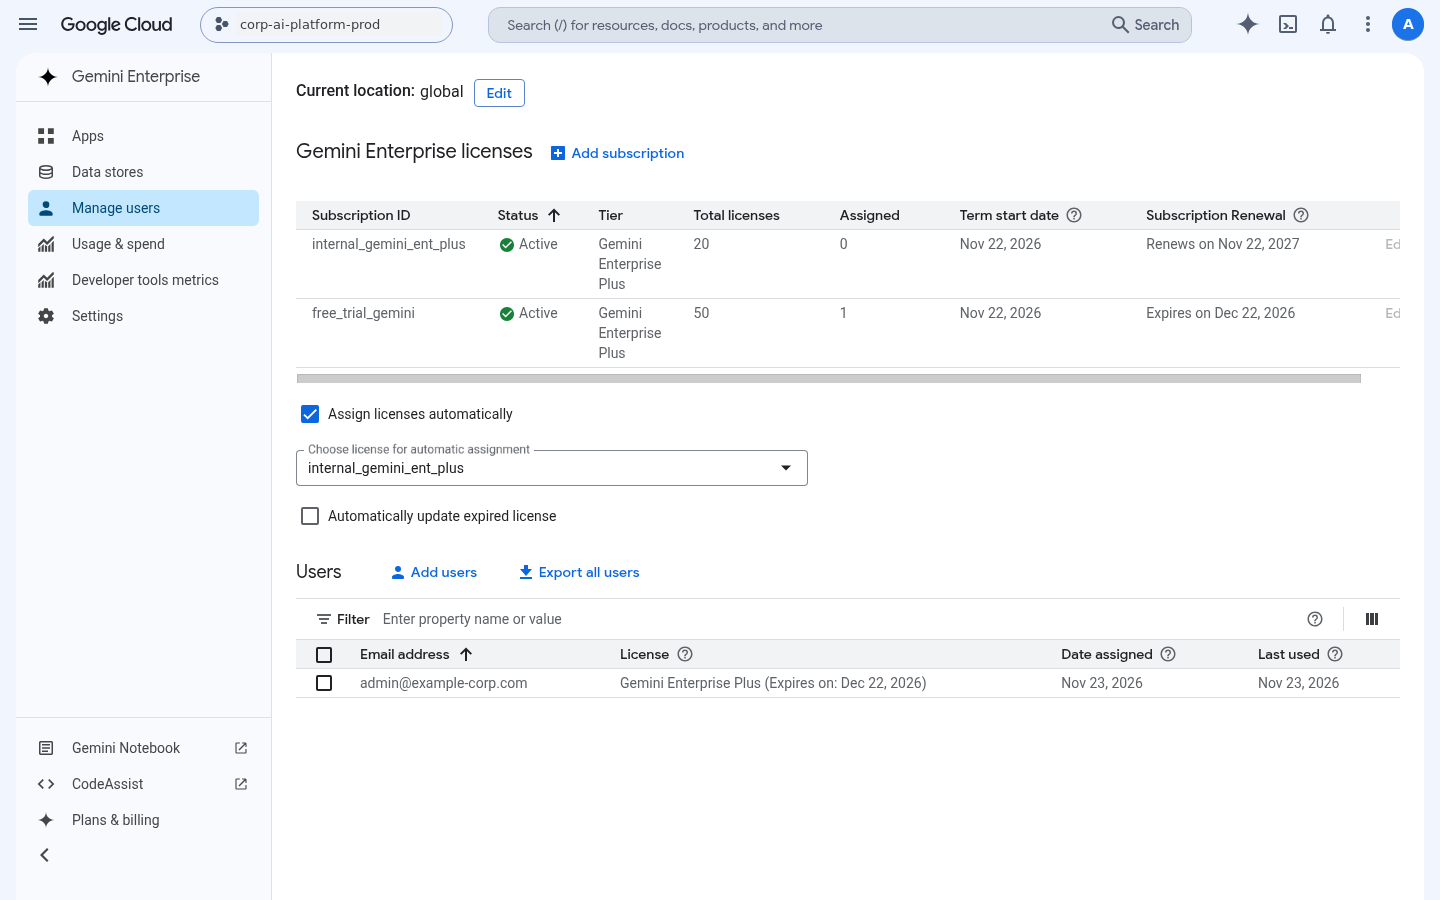 Google Cloud
corp-ai-platform-prod
Search (/) for resources, docs, products, and more
Search
A
Gemini Enterprise
Apps
Data stores
Manage users
Usage & spend
Developer tools metrics
Settings
Gemini Notebook
CodeAssist
Plans & billing
Current location: global
Edit
Gemini Enterprise licenses
Add subscription
Subscription ID Status Tier Total licenses Assigned Term start date Subscription Renewal
internal_gemini_ent_plus Active Gemini Enterprise Plus 20 0 Nov 22, 2026 Renews on Nov 22, 2027 Ed
free_trial_gemini Active Gemini Enterprise Plus 50 1 Nov 22, 2026 Expires on Dec 22, 2026 Ed
Assign licenses automatically
Choose license for automatic assignment
internal_gemini_ent_plus
Automatically update expired license
Users
Add users
Export all users
Filter Enter property name or value
Email address License Date assigned Last used
admin@example-corp.com Gemini Enterprise Plus (Expires on: Dec 22, 2026) Nov 23, 2026 Nov 23, 2026